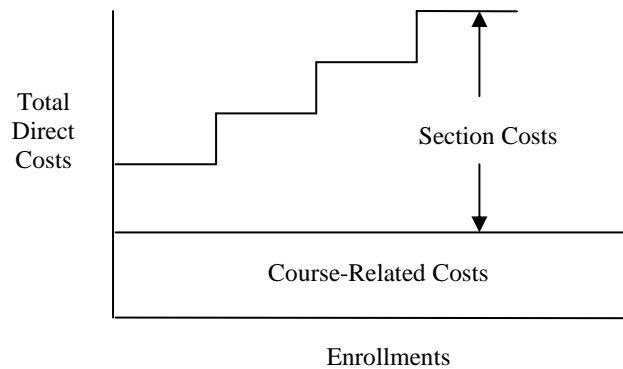 Total
Direct
Costs
Section Costs
Course-Related Costs
Enrollments